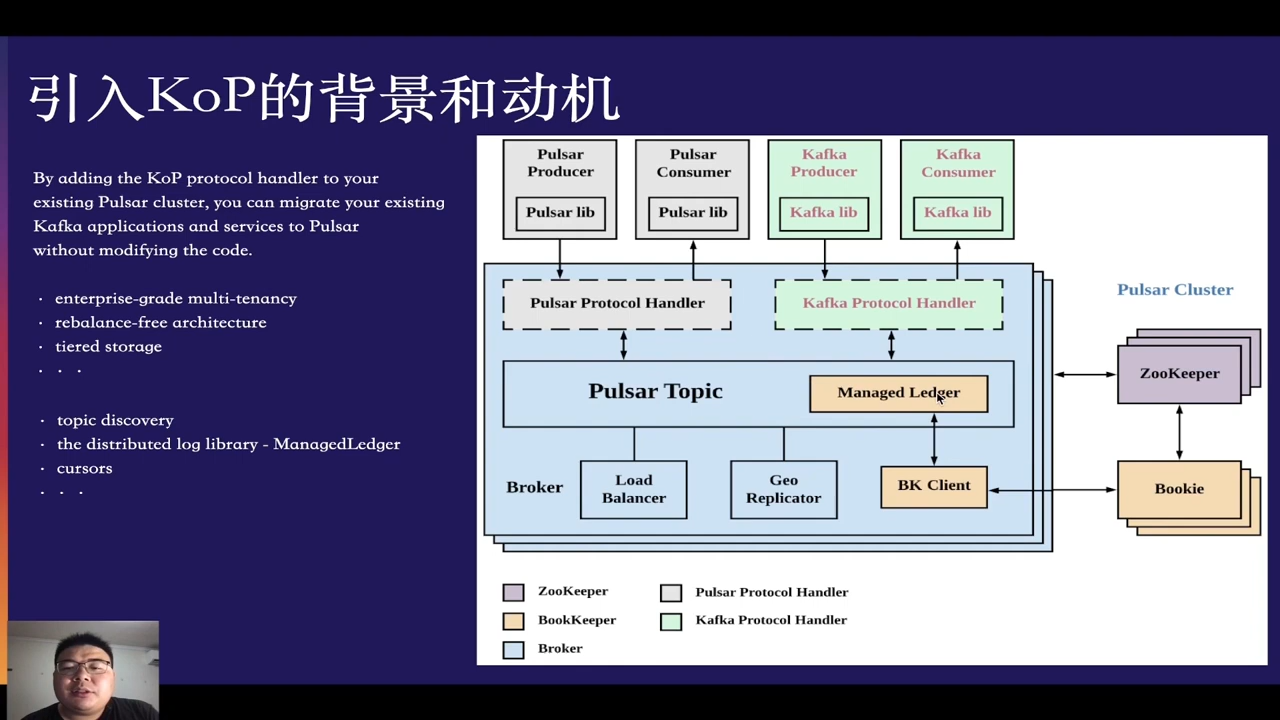 引入KoP的背景和动机
By adding the KoP protocol handler to your
existing Pulsar cluster, you can migrate your existing
Kafka applications and services to Pulsar
without modifying the code.
· enterprise-grade multi-tenancy
· rebalance-free architecture
· tiered storage
· · ·
· topic discovery
· the distributed log library - ManagedLedger
· cursors
· · ·
Pulsar
Producer
Pulsar lib
Pulsar
Consumer
Pulsar lib
Kafka
Producer
Kafka lib
Kafka
Consumer
Kafka lib
Pulsar Protocol Handler
Kafka Protocol Handler
Pulsar Cluster
Pulsar Topic
Managed Ledger
ZooKeeper
Broker
Load
Balancer
Geo
Replicator
BK Client
Bookie
ZooKeeper
Pulsar Protocol Handler
BookKeeper
Kafka Protocol Handler
Broker